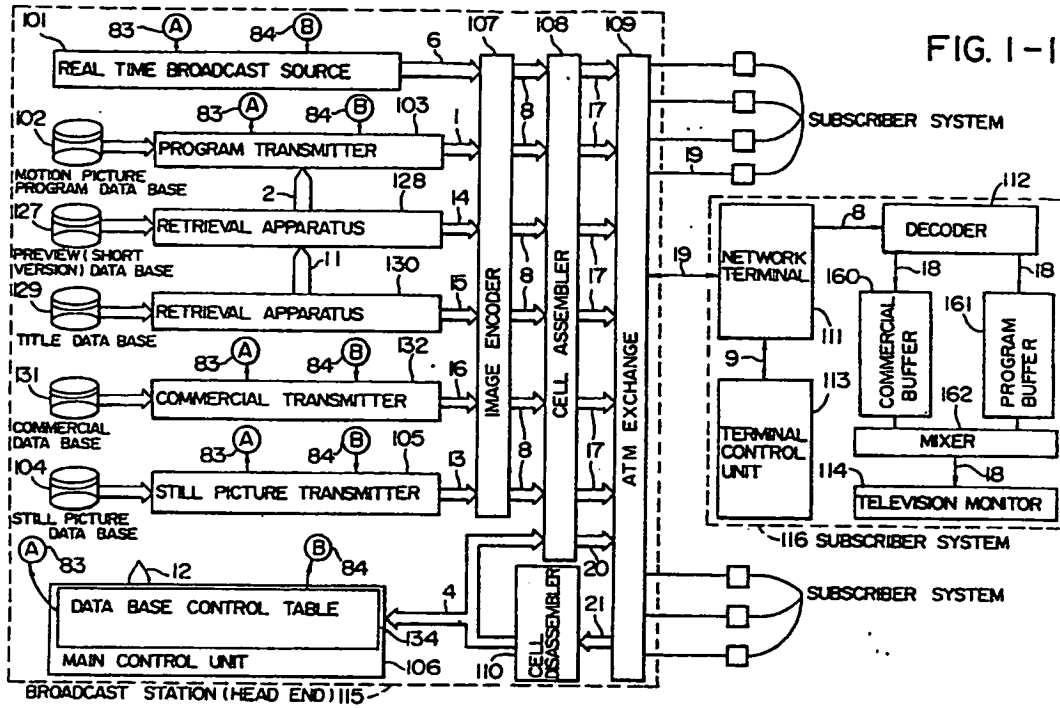 FIG. 1-1
101
83
A
84
B
6
107
108
109
REAL TIME BROADCAST SOURCE
8
17
102
83
A
84
B
103
1
PROGRAM TRANSMITTER
8
17
SUBSCRIBER SYSTEM
MOTION PICTURE
PROGRAM DATA BASE
2
128
14
19
127
RETRIEVAL APPARATUS
8
17
PREVIEW (SHORT
VERSION) DATA BASE
11
130
129
RETRIEVAL APPARATUS
15
8
17
TITLE DATA BASE
83
A
84
B
132
131
COMMERCIAL TRANSMITTER
16
8
17
COMMERCIAL
DATA BASE
83
A
84
B
105
104
STILL PICTURE TRANSMITTER
13
8
17
STILL PICTURE
DATA BASE
IMAGE ENCODER
CELL ASSEMBLER
ATM EXCHANGE
19
112
8
DECODER
NETWORK
TERMINAL
111
18
18
160
161
COMMERCIAL
BUFFER
PROGRAM
BUFFER
9
113
TERMINAL
CONTROL
UNIT
162
MIXER
114
18
TELEVISION MONITOR
116 SUBSCRIBER SYSTEM
A
83
12
B
84
4
20
DATA BASE CONTROL TABLE
134
MAIN CONTROL UNIT
106
110
CELL
DISASSEMBLER
21
SUBSCRIBER SYSTEM
BROADCAST STATION (HEAD END) 115